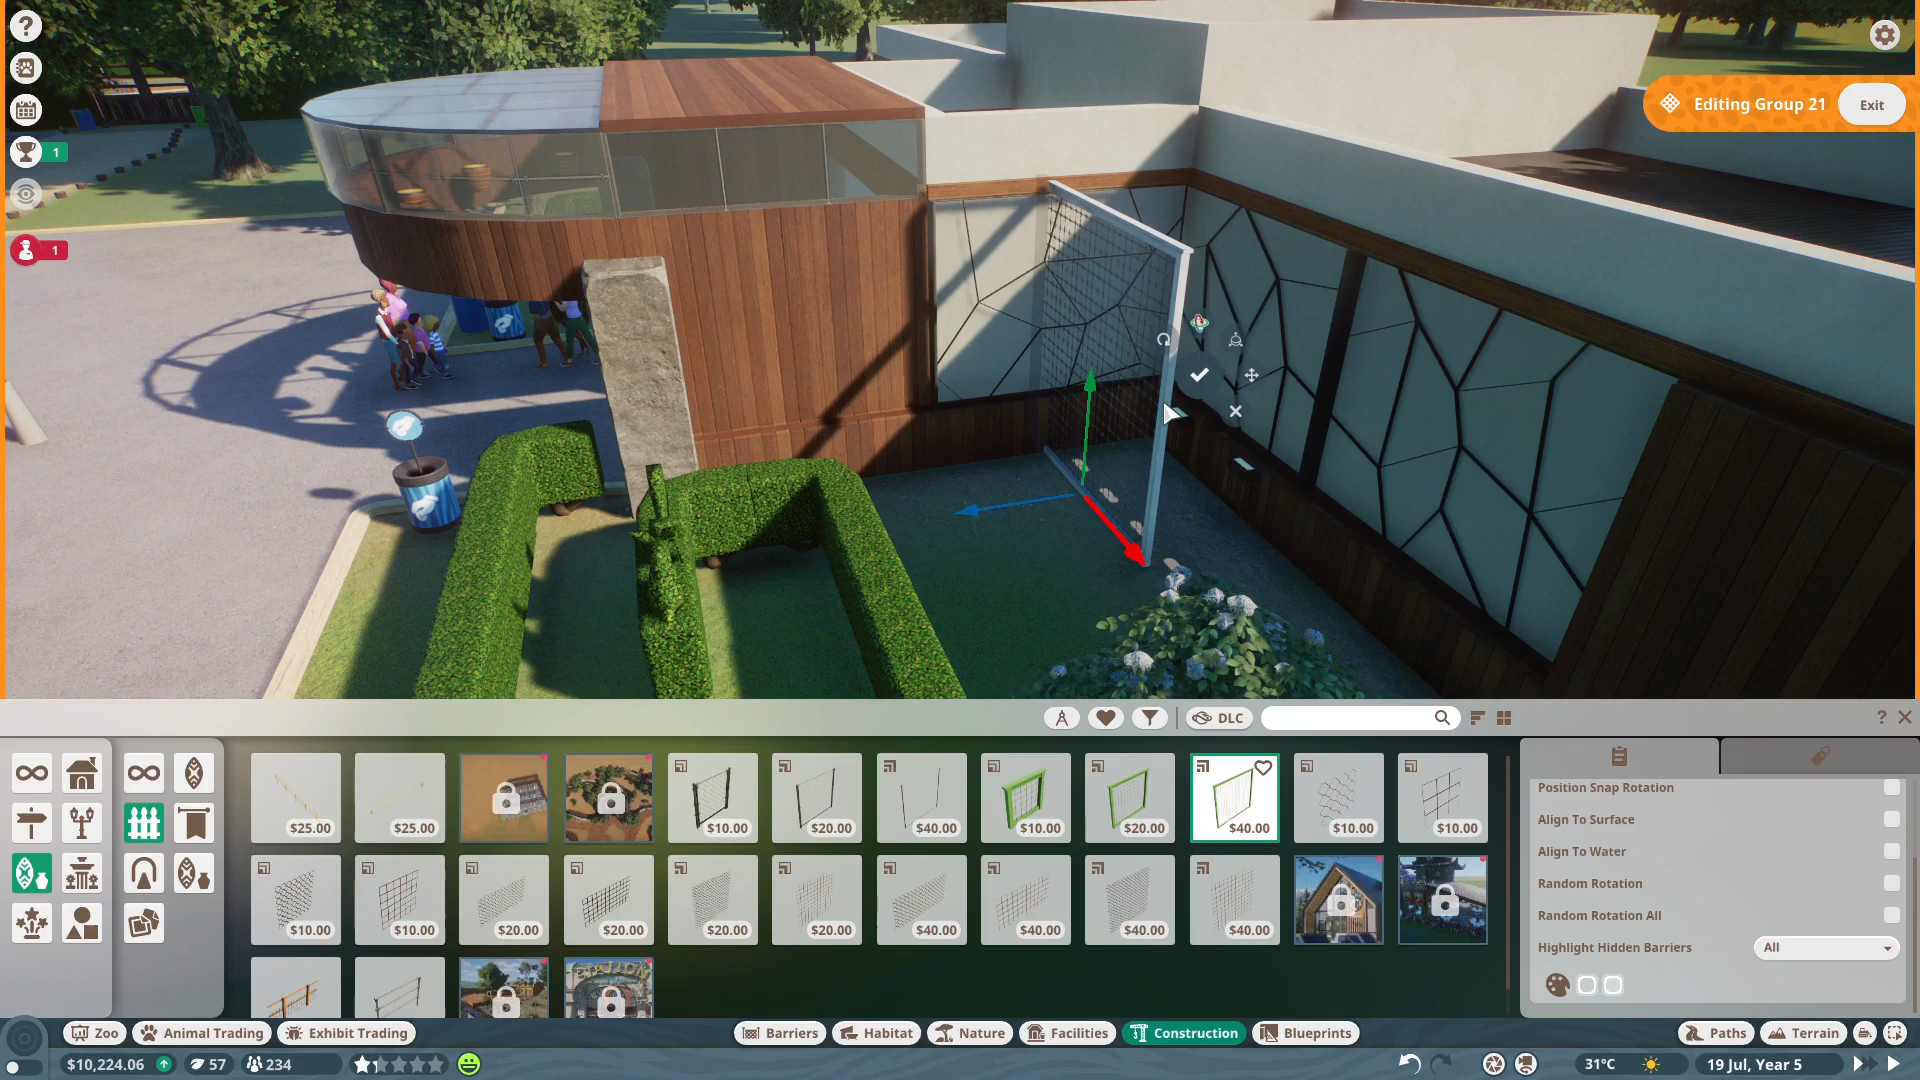 Editing Group 21
Exit
1
1
DLC
$25.00
$25.00
$10.00
$20.00
$40.00
$10.00
$20.00
$40.00
$10.00
$10.00
$10.00
$10.00
$20.00
$20.00
$20.00
$20.00
$40.00
$40.00
$40.00
$40.00
Position Snap Rotation
Align To Surface
Align To Water
Random Rotation
Random Rotation All
Highlight Hidden Barriers
All
Zoo
Animal Trading
Exhibit Trading
Barriers
Habitat
Nature
Facilities
Construction
Blueprints
Paths
Terrain
$10,224.06
57
234
31°C
19 Jul, Year 5